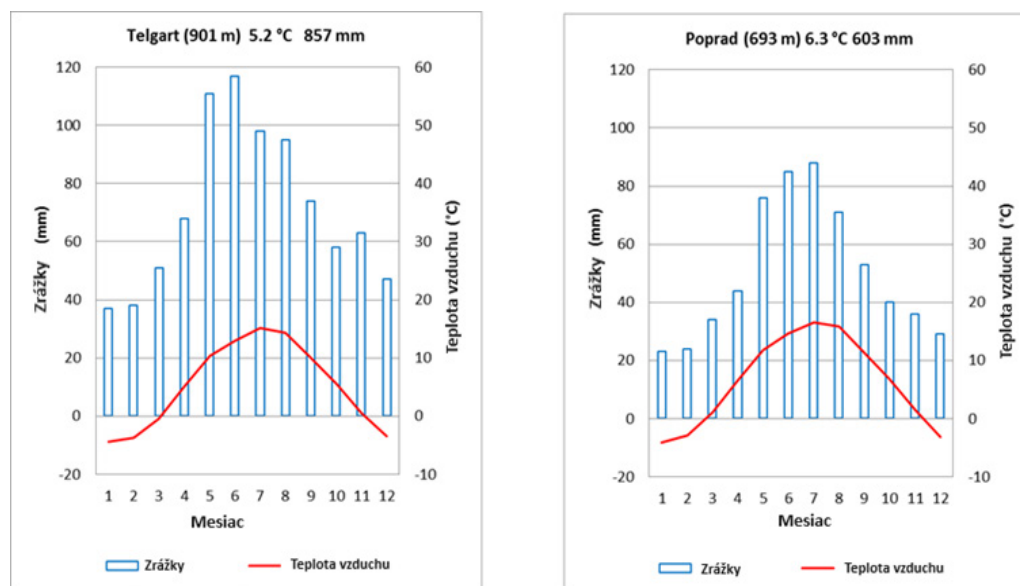 Telgart (901 m)  5.2 °C   857 mm
120
100
80
60
40
20
0
-20
Zrážky (mm)
60
50
40
30
20
10
0
-10
Teplota vzduchu (°C)
1 2 3 4 5 6 7 8 9 10 11 12
Mesiac
Zrážky Teplota vzduchu
Poprad (693 m) 6.3 °C 603 mm
120
100
80
60
40
20
0
-20
Zrážky (mm)
60
50
40
30
20
10
0
-10
Teplota vzduchu (°C)
1 2 3 4 5 6 7 8 9 10 11 12
Mesiac
Zrážky Teplota vzduchu